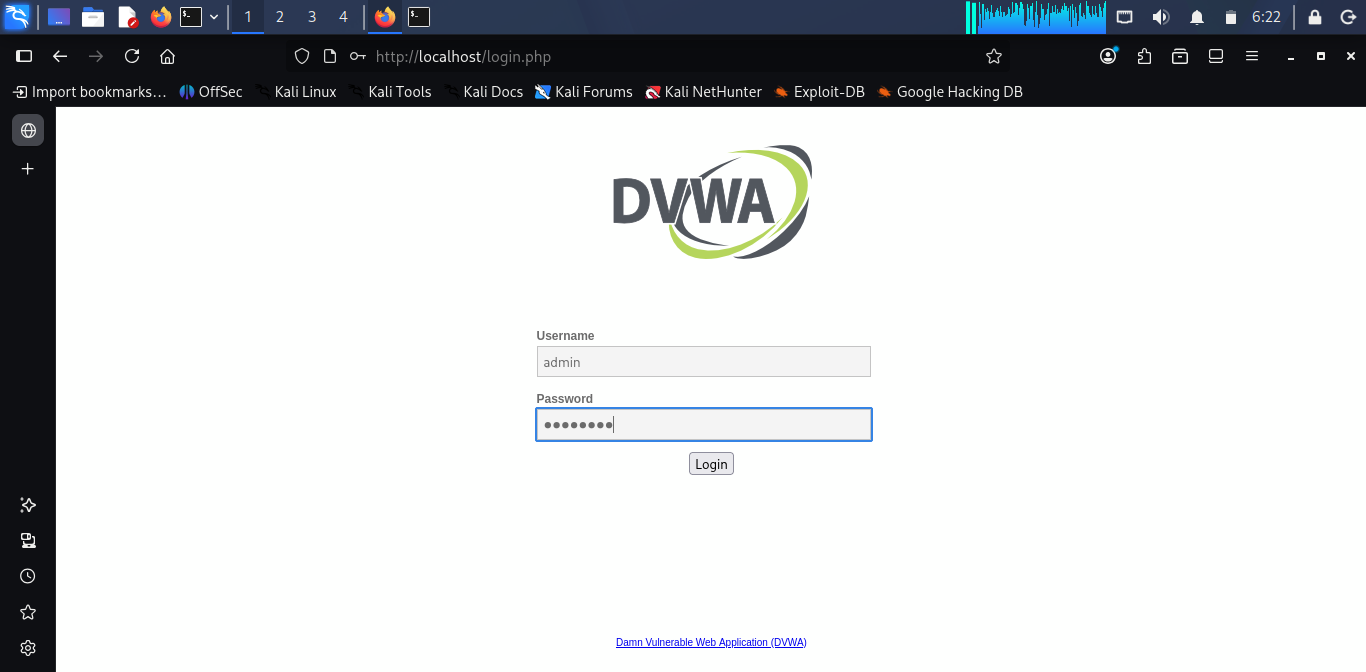 1 2 3 4 6:22
http://localhost/login.php
Import bookmarks… OffSec Kali Linux Kali Tools Kali Docs Kali Forums Kali NetHunter Exploit-DB Google Hacking DB
DVWA
Username
admin
Password
••••••••
Login
Damn Vulnerable Web Application (DVWA)